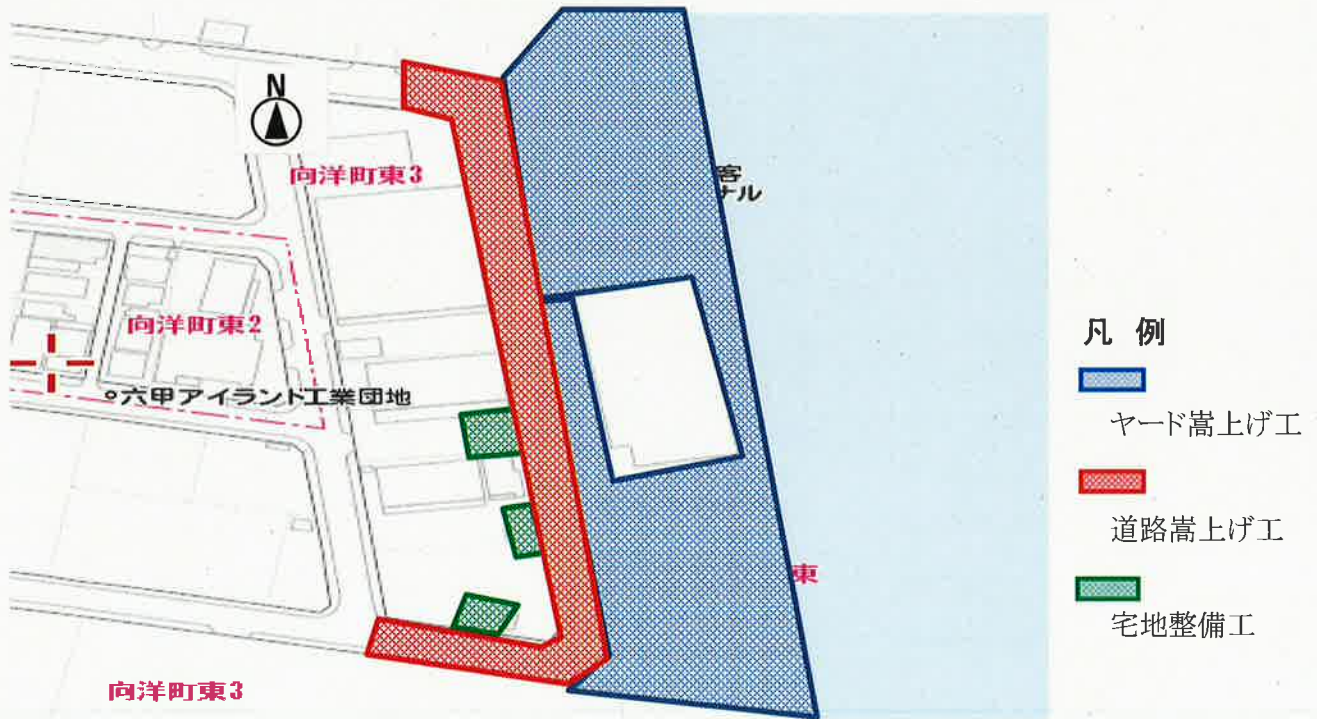 N
向洋町東3
客
ナル
向洋町東2
六甲アイランド工業団地
東
向洋町東3
凡 例
ヤード嵩上げ工
道路嵩上げ工
宅地整備工